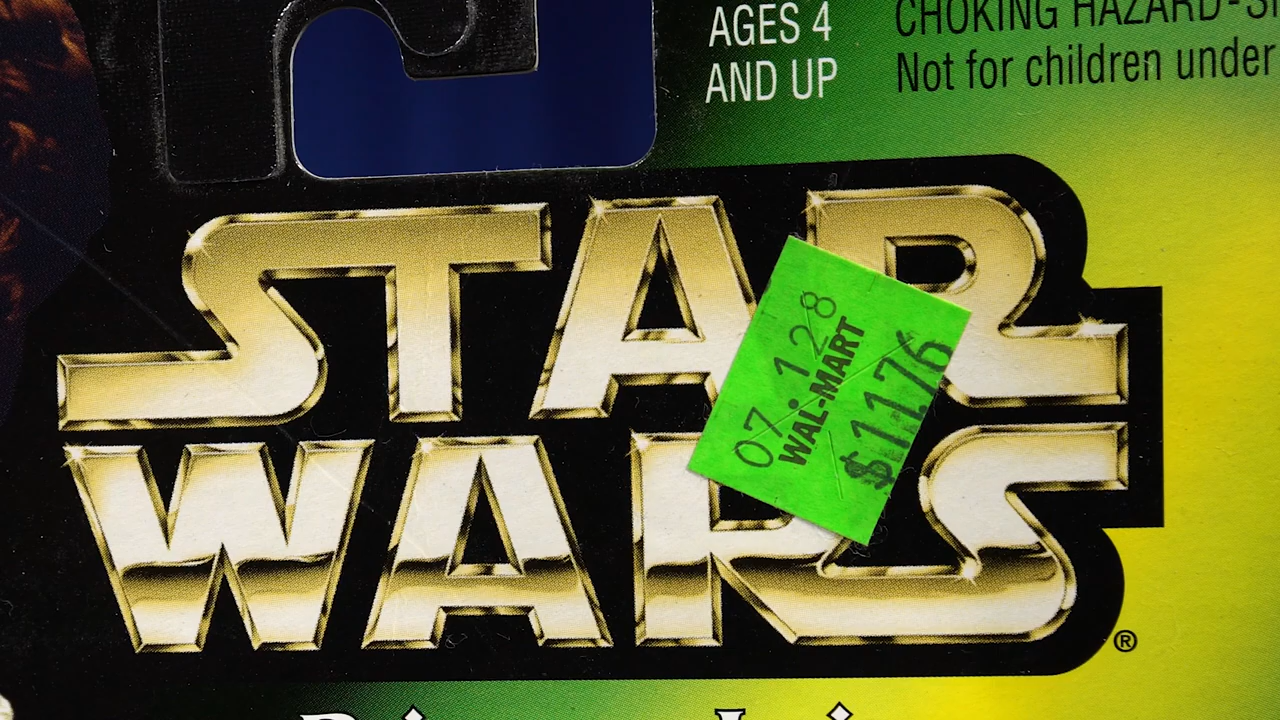 AGES 4
AND UP
CHOKING HAZARD-
Not for children under
STAR
WARS
07.128
WAL-MART
$11.76
®